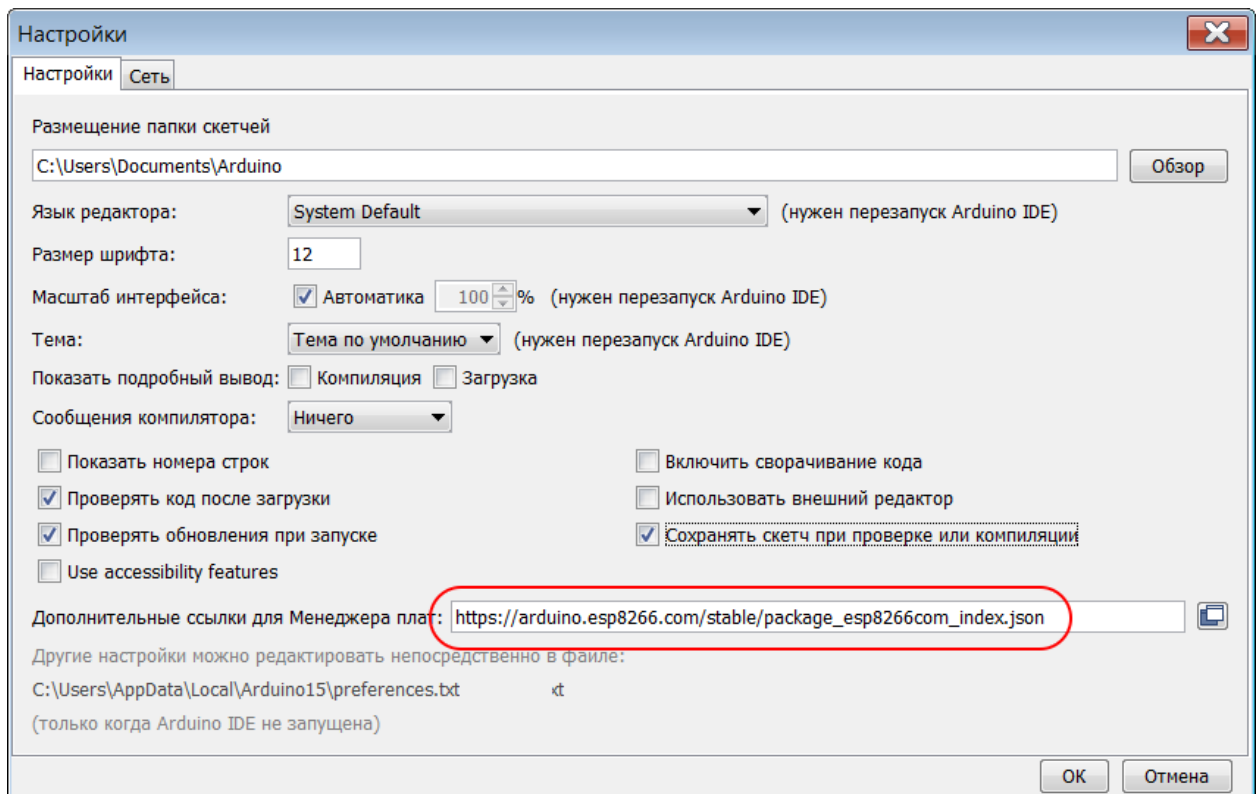 Настройки
Настройки Сеть
Размещение папки скетчей
C:\Users\Documents\Arduino Обзор
Язык редактора: System Default (нужен перезапуск Arduino IDE)
Размер шрифта: 12
Масштаб интерфейса: Автоматика 100 % (нужен перезапуск Arduino IDE)
Тема: Тема по умолчанию (нужен перезапуск Arduino IDE)
Показать подробный вывод: Компиляция Загрузка
Сообщения компилятора: Ничего
Показать номера строк Включить сворачивание кода
Проверять код после загрузки Использовать внешний редактор
Проверять обновления при запуске Сохранять скетч при проверке или компиляции
Use accessibility features
Дополнительные ссылки для Менеджера плат: https://arduino.esp8266.com/stable/package_esp8266com_index.json
Другие настройки можно редактировать непосредственно в файле:
C:\Users\AppData\Local\Arduino15\preferences.txt xt
(только когда Arduino IDE не запущена)
ОК Отмена